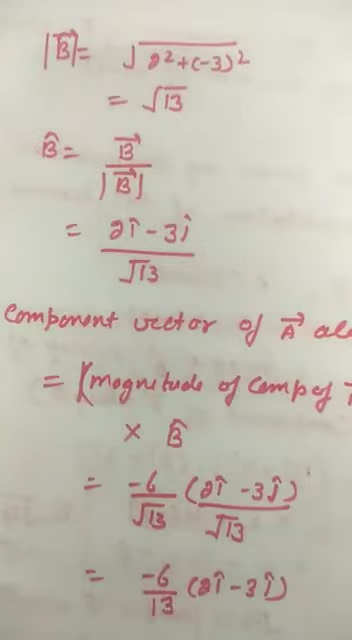 |B⃗| = √(2² + (-3)²)
= √13
B̂ = B⃗ / |B⃗|
= (2î - 3ĵ) / √13
Component vector of A⃗
= (magnitude of Comp of
× B̂
= -6/√13 (2î - 3ĵ)/√13
= -6/13 (2î - 3ĵ)